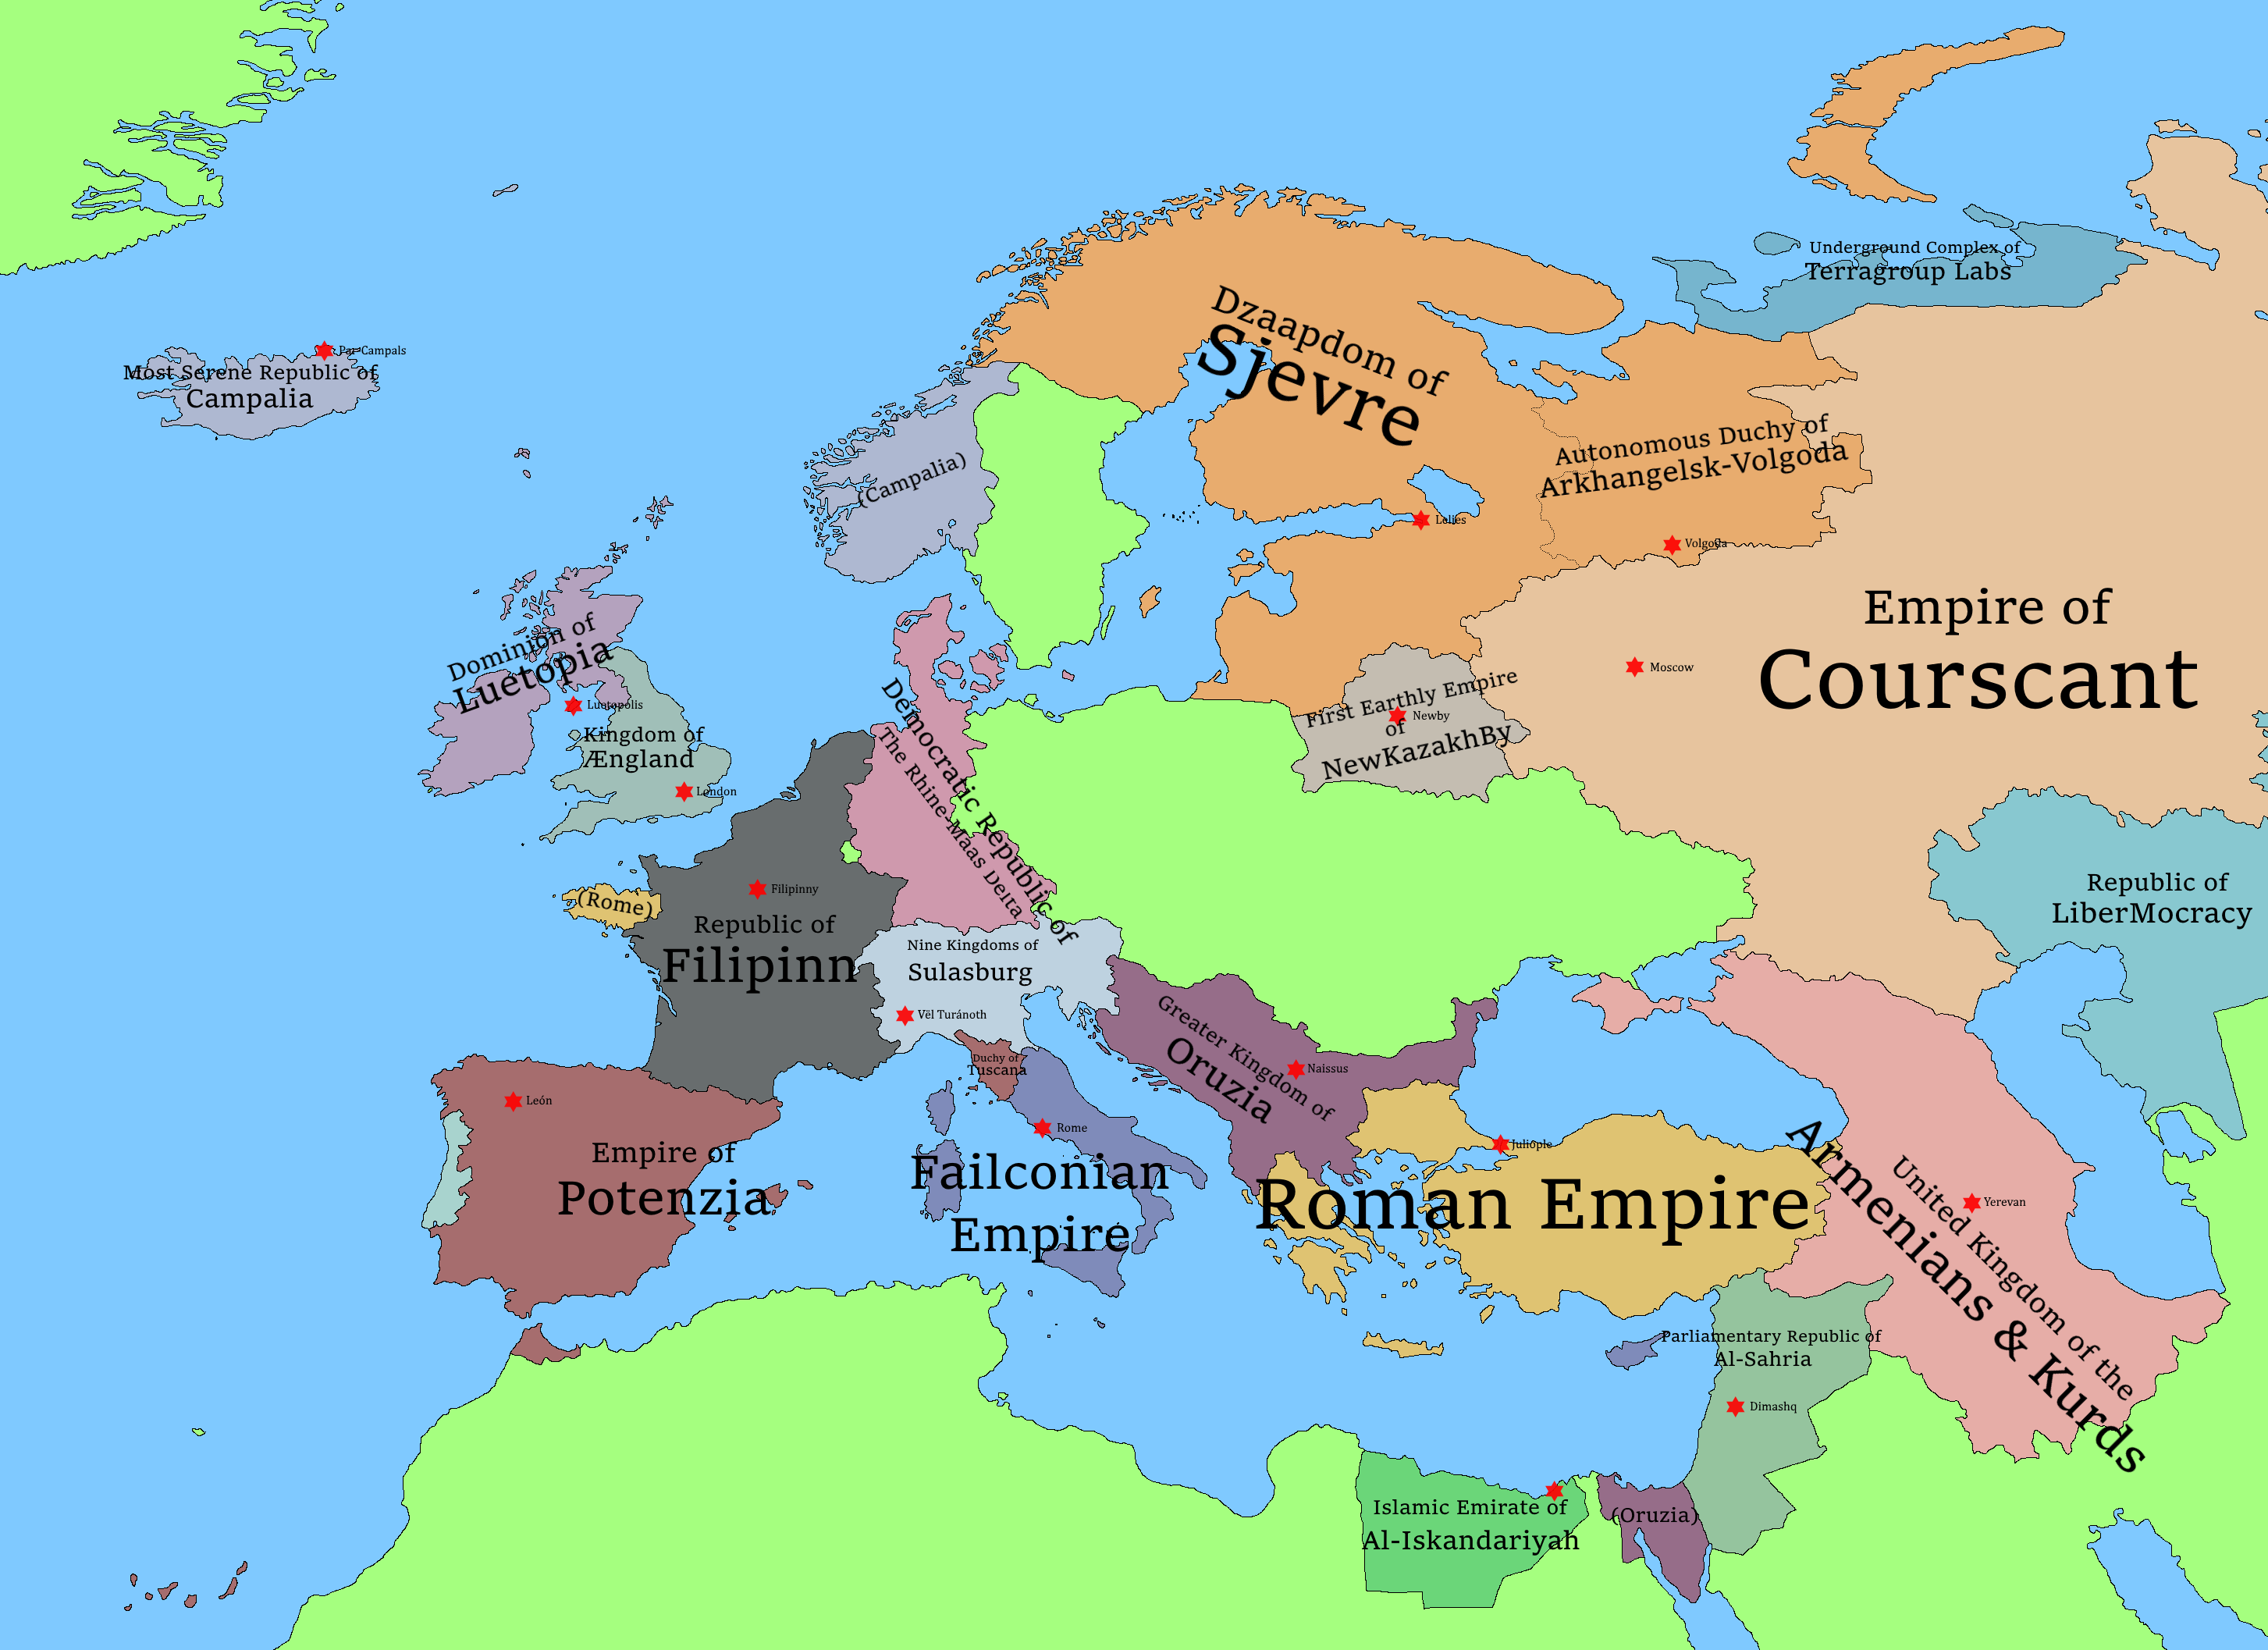 Underground Complex of
Terragroup Labs
Dzaapdom of
Sjevre
Par Campals
Most Serene Republic of
Campalia
(Campalia)
Autonomous Duchy of
Arkhangelsk-Volgoda
Lelies
Volgoda
Empire of
Courscant
Moscow
Dominion of
Luetopia
Luetopolis
Kingdom of
Ængland
London
First Earthly Empire
of
NewKazakhBy
Newby
Democratic Republic of
The Rhine-Maas Delta
Republic of
LiberMocracy
(Rome)
Filipinny
Republic of
Filipinn
Nine Kingdoms of
Sulasburg
Vël Turánoth
Greater Kingdom of
Oruzia
Naissus
Duchy of
Tuscana
León
Empire of
Potenzia
Rome
Failconian
Empire
Juliople
Roman Empire
United Kingdom of the
Armenians & Kurds
Yerevan
Parliamentary Republic of
Al-Sahria
Dimashq
Islamic Emirate of
Al-Iskandariyah
(Oruzia)